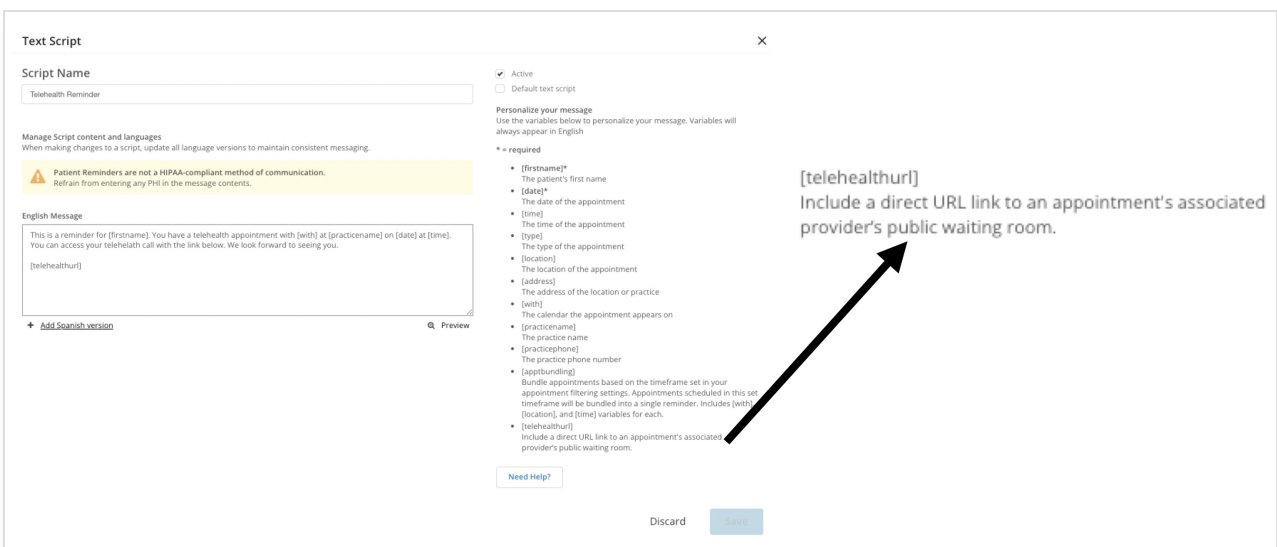 Text Script
Script Name
Telehealth Reminder
Manage Script content and languages
When making changes to a script, update all language versions to maintain consistent messaging.
Patient Reminders are not a HIPAA-compliant method of communication.
Refrain from entering any PHI in the message contents.
English Message
This is a reminder for [firstname]. You have a telehealth appointment with [with] at [practicename] on [date] at [time].
You can access your telehelath call with the link below. We look forward to seeing you.
[telehealthurl]
+ Add Spanish version
Preview
Active
Default text script
Personalize your message
Use the variables below to personalize your message. Variables will
always appear in English
* = required
• [firstname]*
The patient's first name
• [date]*
The date of the appointment
• [time]
The time of the appointment
• [type]
The type of the appointment
• [location]
The location of the appointment
• [address]
The address of the location or practice
• [with]
The calendar the appointment appears on
• [practicename]
The practice name
• [practicephone]
The practice phone number
• [apptbundling]
Bundle appointments based on the timeframe set in your
appointment filtering settings. Appointments scheduled in this set
timeframe will be bundled into a single reminder. Includes [with],
[location], and [time] variables for each.
• [telehealthurl]
Include a direct URL link to an appointment's associated
provider's public waiting room.
Need Help?
Discard
Save
[telehealthurl]
Include a direct URL link to an appointment's associated
provider's public waiting room.